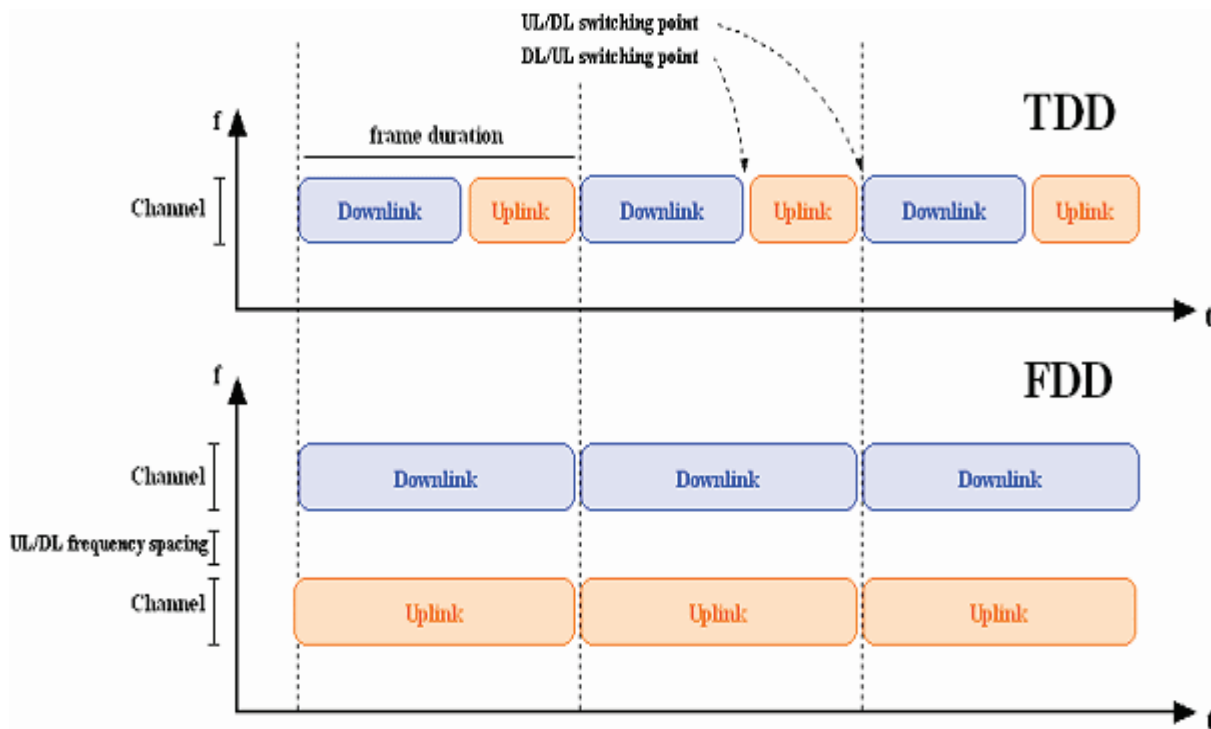 UL/DL switching point
DL/UL switching point
TDD
f
frame duration
Channel
Downlink
Uplink
Downlink
Uplink
Downlink
Uplink
FDD
f
Channel
Downlink
Downlink
Downlink
UL/DL frequency spacing
Channel
Uplink
Uplink
Uplink